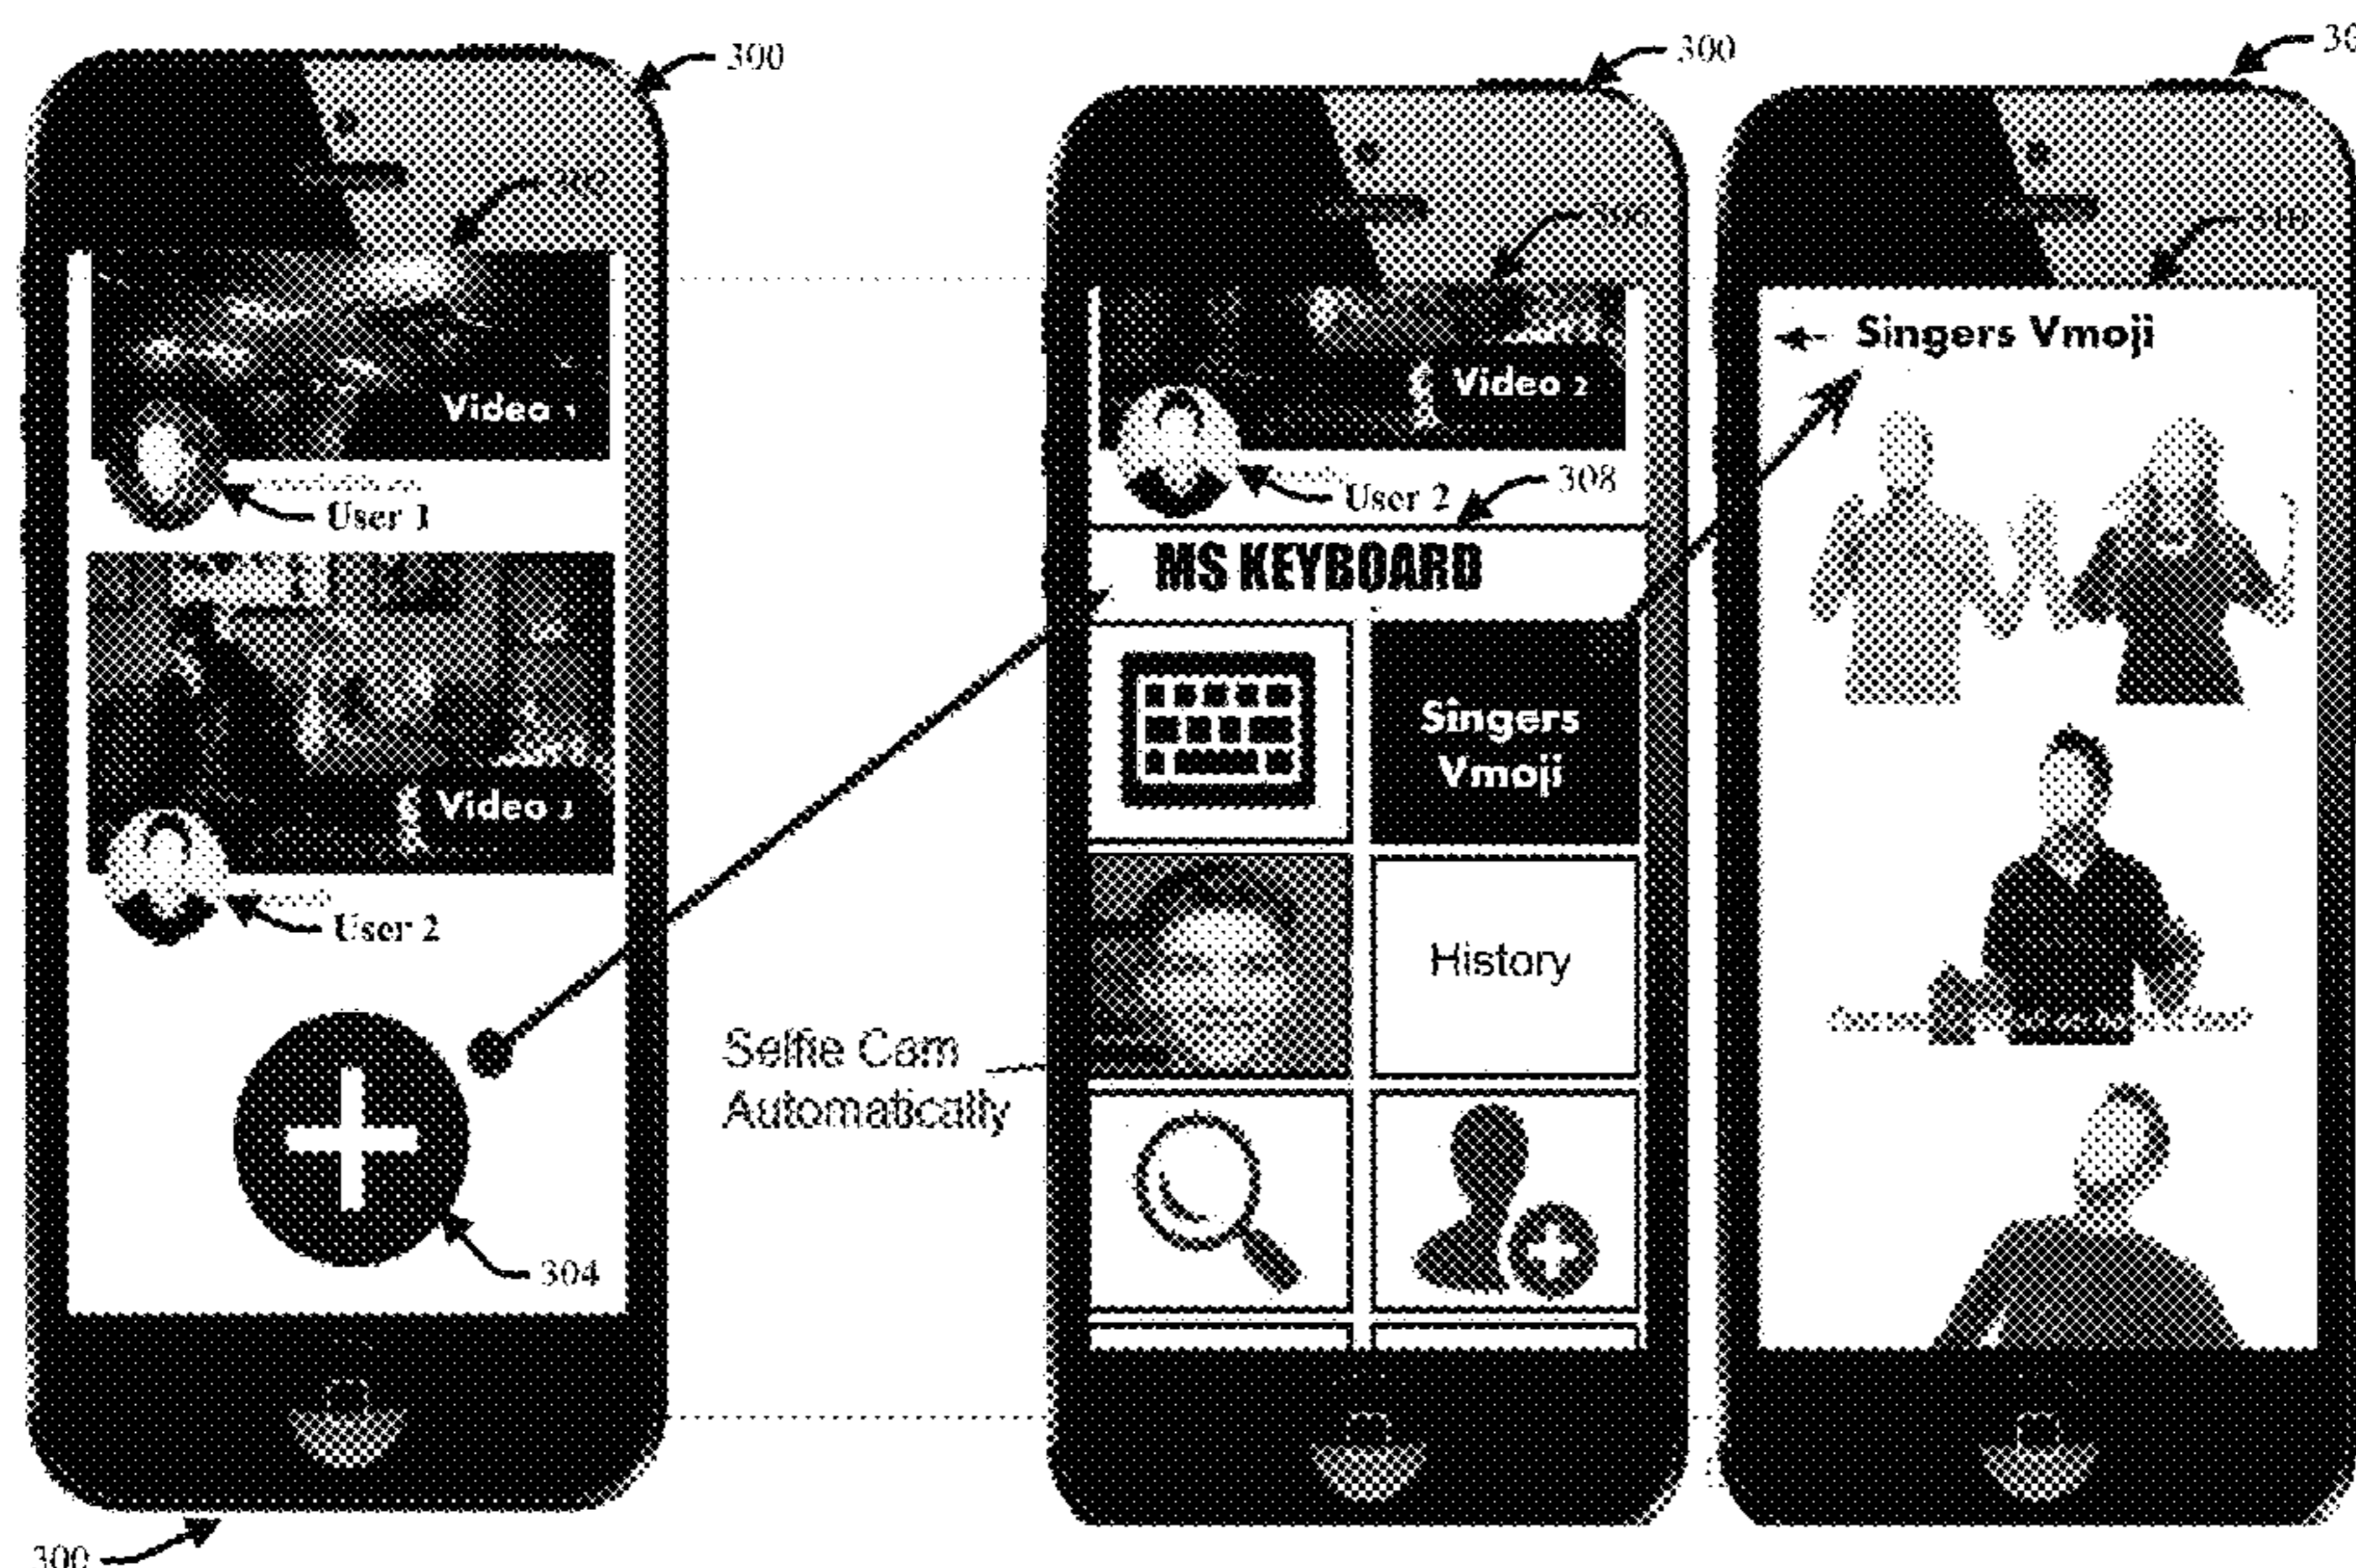 300
302
Video 1
User 1
Video 2
User 2
304
300
300
306
Video 2
User 2
308
MS KEYBOARD
Singers
Vmoji
History
Selfie Cam
Automatically
310
Singers Vmoji